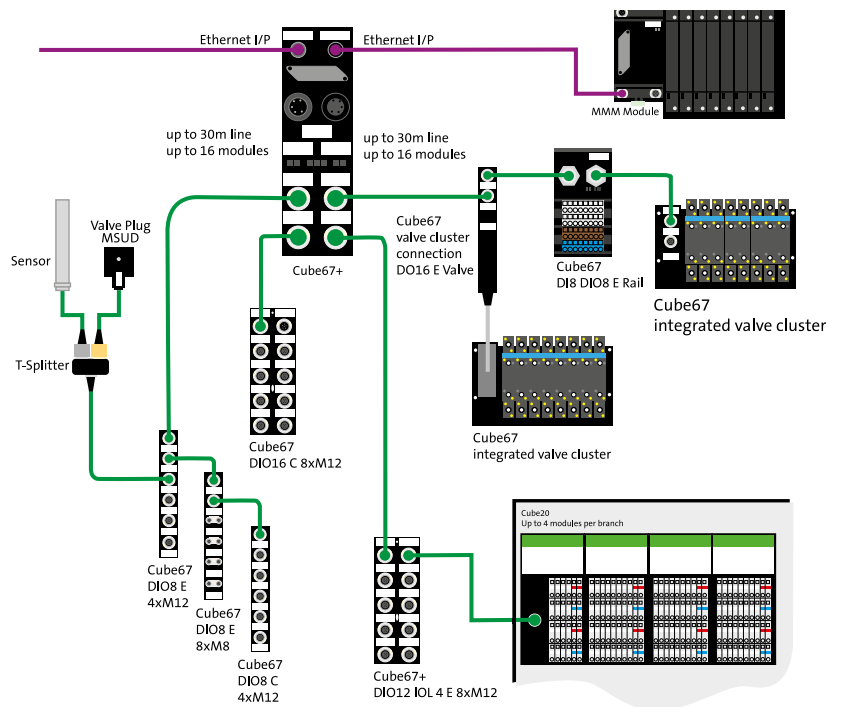 Ethernet I/P
Ethernet I/P
MMM Module
up to 30m line
up to 16 modules
up to 30m line
up to 16 modules
Valve Plug
MSUD
Sensor
Cube67+
Cube67
valve cluster
connection
DO16 E Valve
Cube67
DI8 DIO8 E Rail
Cube67
integrated valve cluster
T-Splitter
Cube67
DIO16 C 8xM12
Cube67
integrated valve cluster
Cube20
Up to 4 modules per branch
Cube67
DIO8 E
4xM12
Cube67
DIO8 E
8xM8
Cube67
DIO8 C
4xM12
Cube67+
DIO12 IOL 4 E 8xM12